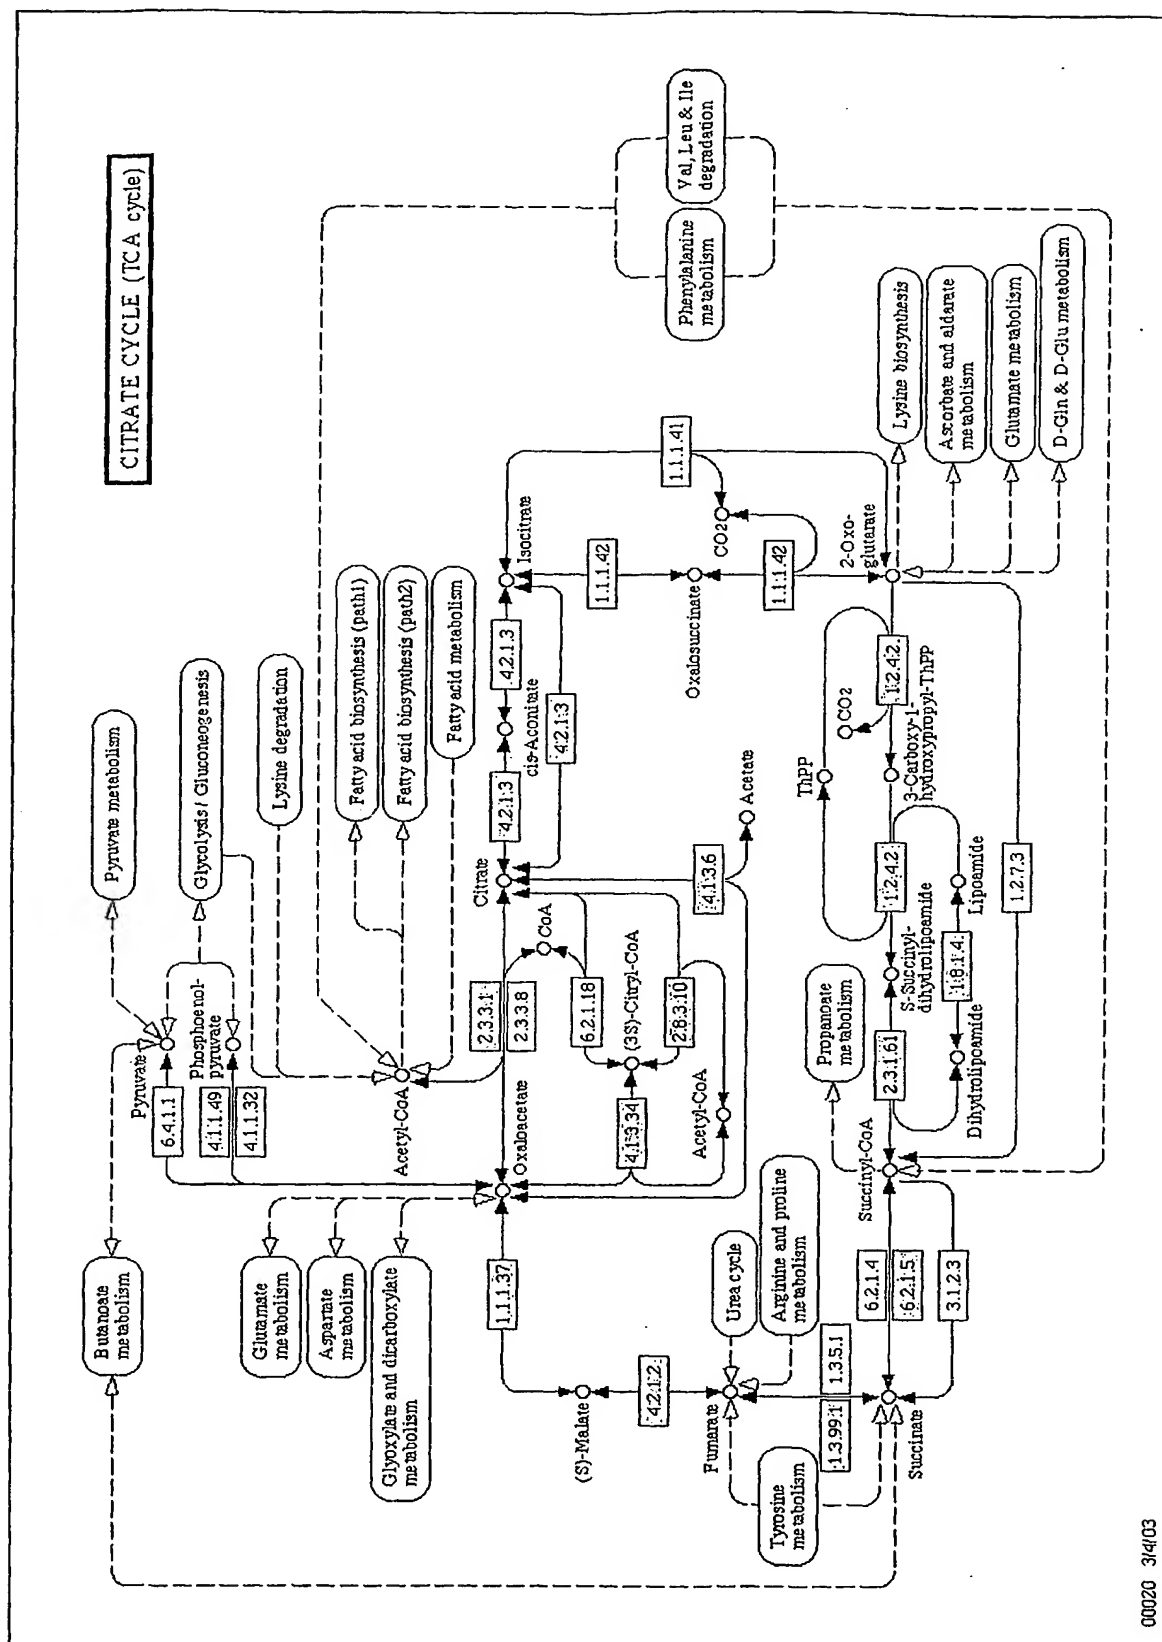 CITRATE CYCLE (TCA cycle)
Pyruvate metabolism
Glycolysis / Gluconeogenesis
Lysine degradation
Fatty acid biosynthesis (path1)
Fatty acid biosynthesis (path2)
Fatty acid metabolism
Val, Leu & Ile
degradation
Phenylalanine
metabolism
Butanoate
metabolism
Pyruvate
6.4.1.1
Phosphoenol-
pyruvate
4.1.1.49
4.1.1.32
Acetyl-CoA
Glutamate
metabolism
Aspartate
metabolism
Glyoxylate and dicarboxylate
metabolism
Oxaloacetate
2.3.3.1
2.3.3.8
CoA
Citrate
4.2.1.3
cis-Aconitate
4.2.1.3
4.2.1.3
Isocitrate
6.2.1.18
(3S)-Citryl-CoA
2.8.3.10
4.1.3.34
Acetyl-CoA
4.1.3.6
Acetate
1.1.1.37
(S)-Malate
4.2.1.2
Fumarate
Urea cycle
Arginine and proline
metabolism
Tyrosine
metabolism
1.3.99.1
1.3.5.1
Succinate
1.1.1.42
Oxalosuccinate
1.1.1.42
CO2
1.1.1.41
2-Oxo-
glutarate
Lysine biosynthesis
Ascorbate and aldarate
metabolism
Glutamate metabolism
D-Gln & D-Glu metabolism
ThPP
CO2
1.2.4.2
3-Carboxy-1-
hydroxypropyl-ThPP
1.2.4.2
S-Succinyl-
dihydrolipoamide
Lipoamide
1.8.1.4
Dihydrolipoamide
2.3.1.61
1.2.7.3
Propanoate
metabolism
Succinyl-CoA
6.2.1.4
6.2.1.5
3.1.2.3
00020 3/4/03